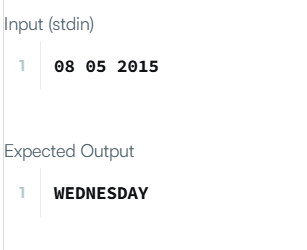 Input (stdin)
1 08 05 2015
Expected Output
1 WEDNESDAY